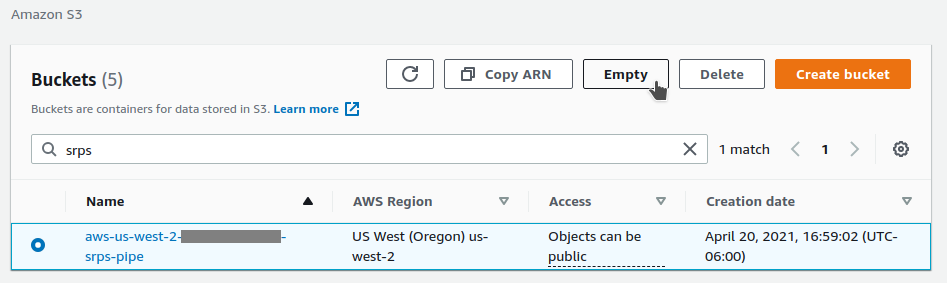 Amazon S3
Buckets (5)
Copy ARN
Empty
Delete
Create bucket
Buckets are containers for data stored in S3. Learn more
srps
1 match
1
Name
AWS Region
Access
Creation date
aws-us-west-2-
-
srps-pipe
US West (Oregon) us-
west-2
Objects can be
public
April 20, 2021, 16:59:02 (UTC-
06:00)